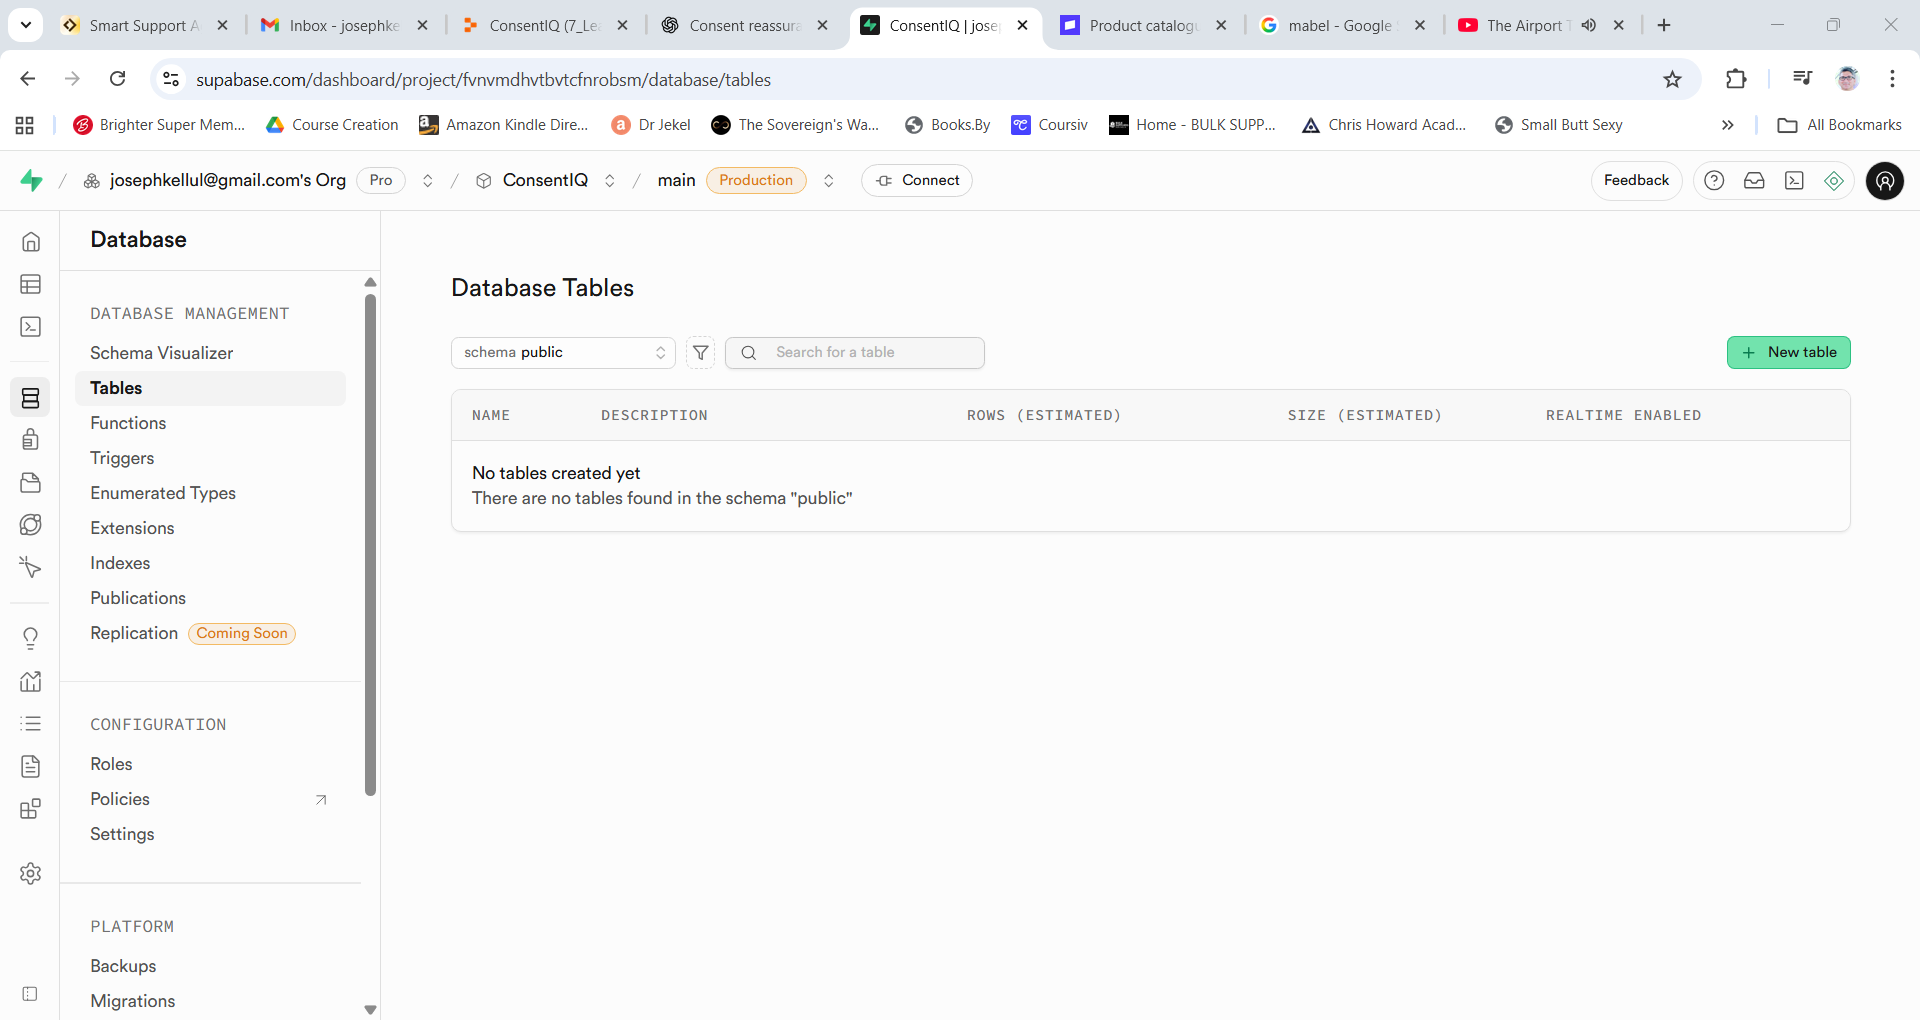 Smart Support A
Inbox - josephke
ConsentIQ (7_Le
Consent reassura
ConsentIQ | jose
Product catalogu
mabel - Google
The Airport T
supabase.com/dashboard/project/fvnvmdhvtbvtcfnrobsm/database/tables
Brighter Super Mem...
Course Creation
Amazon Kindle Dire...
Dr Jekel
The Sovereign's Wa...
Books.By
Coursiv
Home - BULK SUPP...
Chris Howard Acad...
Small Butt Sexy
All Bookmarks
josephkellul@gmail.com's Org
Pro
ConsentIQ
main
Production
Connect
Feedback
Database
DATABASE MANAGEMENT
Schema Visualizer
Tables
Functions
Triggers
Enumerated Types
Extensions
Indexes
Publications
Replication Coming Soon
CONFIGURATION
Roles
Policies
Settings
PLATFORM
Backups
Migrations
Database Tables
schema public
Search for a table
New table
NAME DESCRIPTION ROWS (ESTIMATED) SIZE (ESTIMATED) REALTIME ENABLED
No tables created yet
There are no tables found in the schema "public"